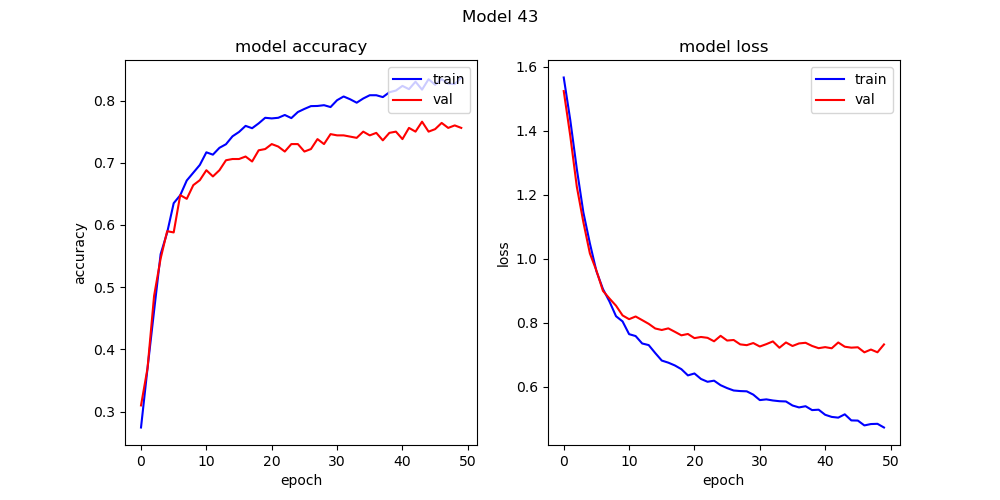 Model 43
model accuracy
accuracy
0.8
0.7
0.6
0.5
0.4
0.3
0 10 20 30 40 50
epoch
train
val
model loss
loss
1.6
1.4
1.2
1.0
0.8
0.6
0 10 20 30 40 50
epoch
train
val